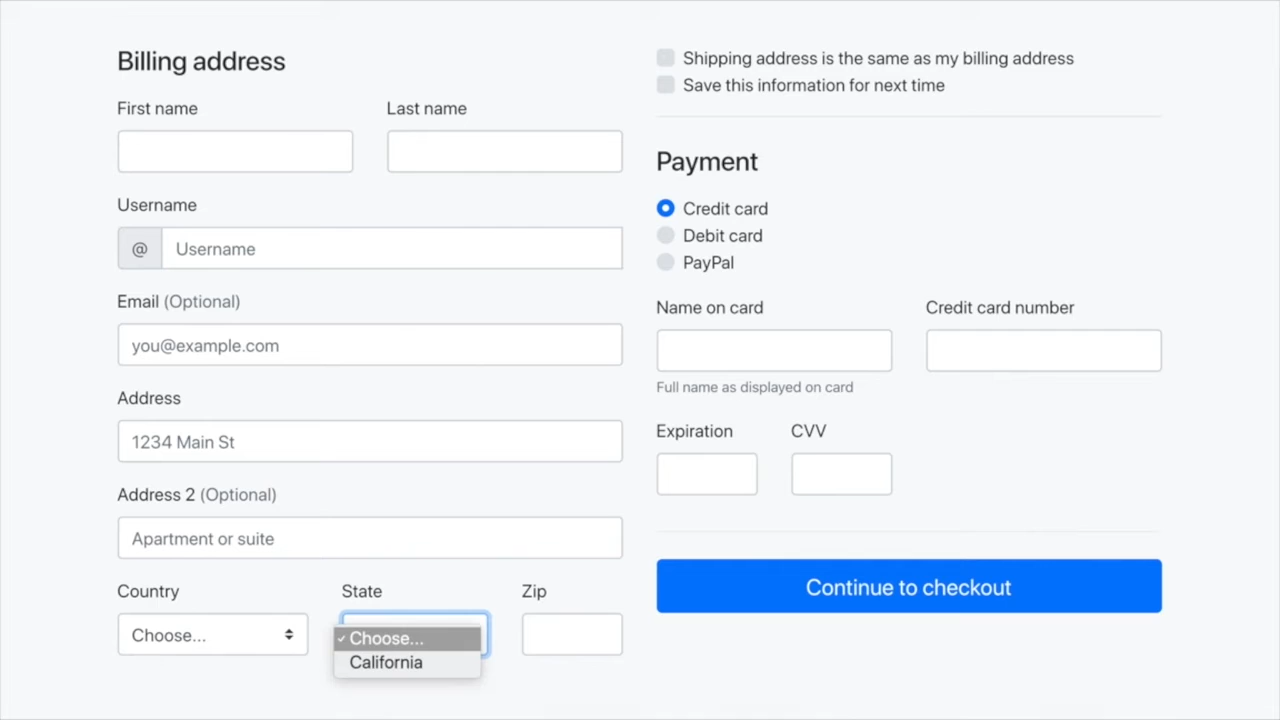 Billing address
First name
Last name
Username
@
Username
Email (Optional)
you@example.com
Address
1234 Main St
Address 2 (Optional)
Apartment or suite
Country
State
Zip
Choose...
✓ Choose...
California
Shipping address is the same as my billing address
Save this information for next time
Payment
Credit card
Debit card
PayPal
Name on card
Credit card number
Full name as displayed on card
Expiration
CVV
Continue to checkout